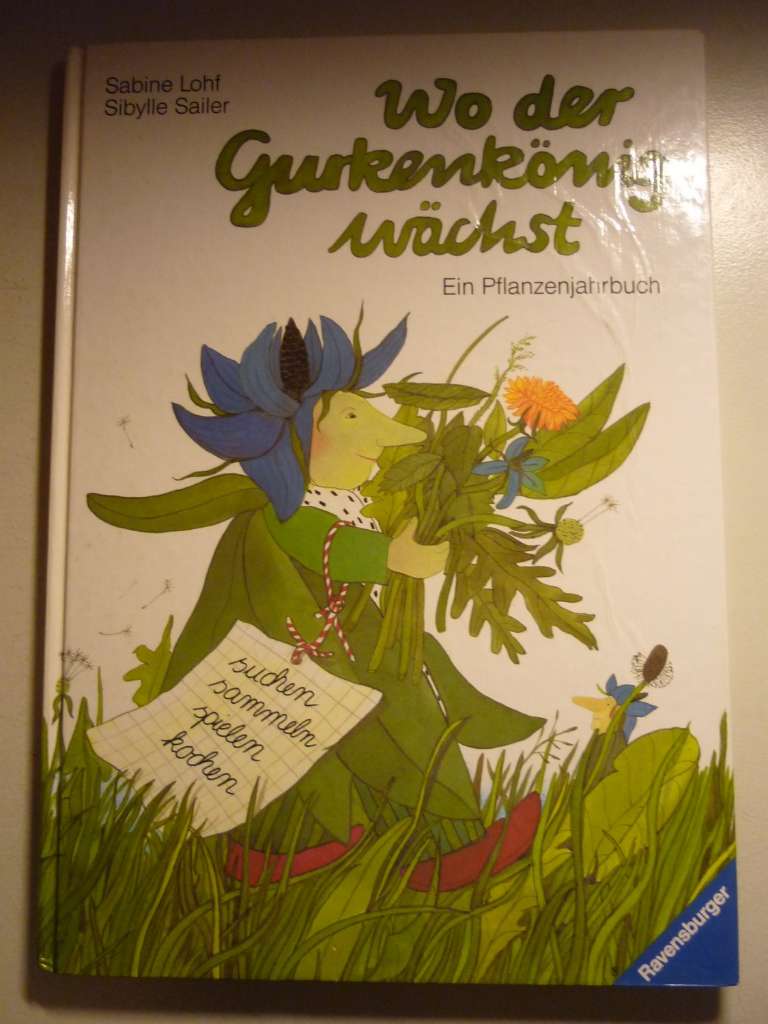 Sabine Lohf
Sibylle Sailer
Wo der
Gurkenkönig
wächst
Ein Pflanzenjahrbuch
suchen
sammeln
spielen
kochen
Ravensburger